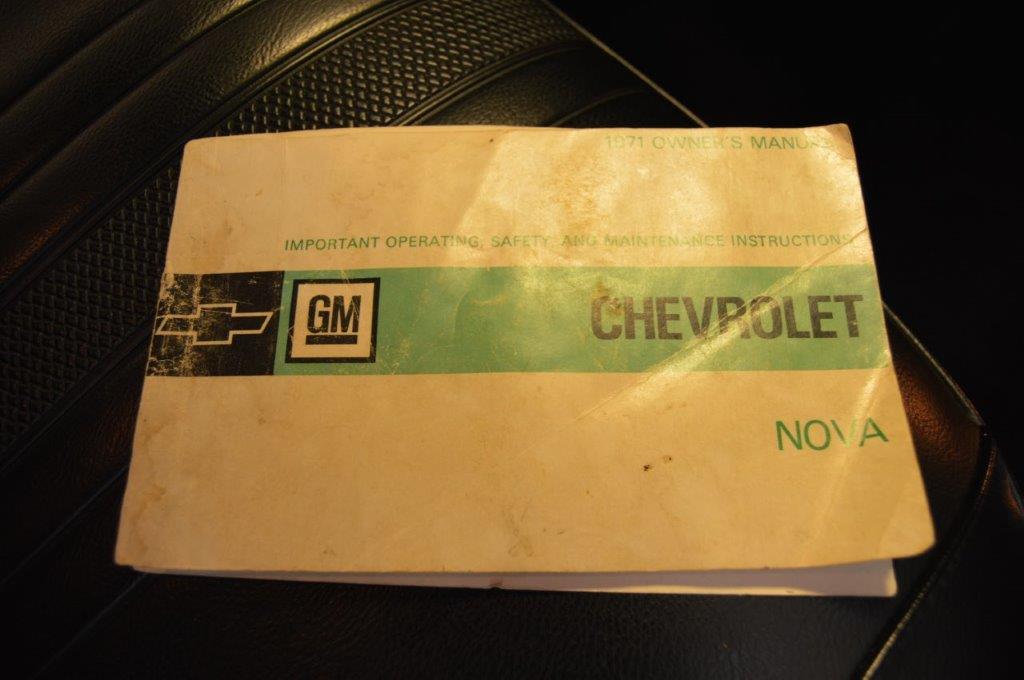 1971 OWNER'S MANUAL
IMPORTANT OPERATING, SAFETY AND MAINTENANCE INSTRUCTIONS
GM
CHEVROLET
NOVA